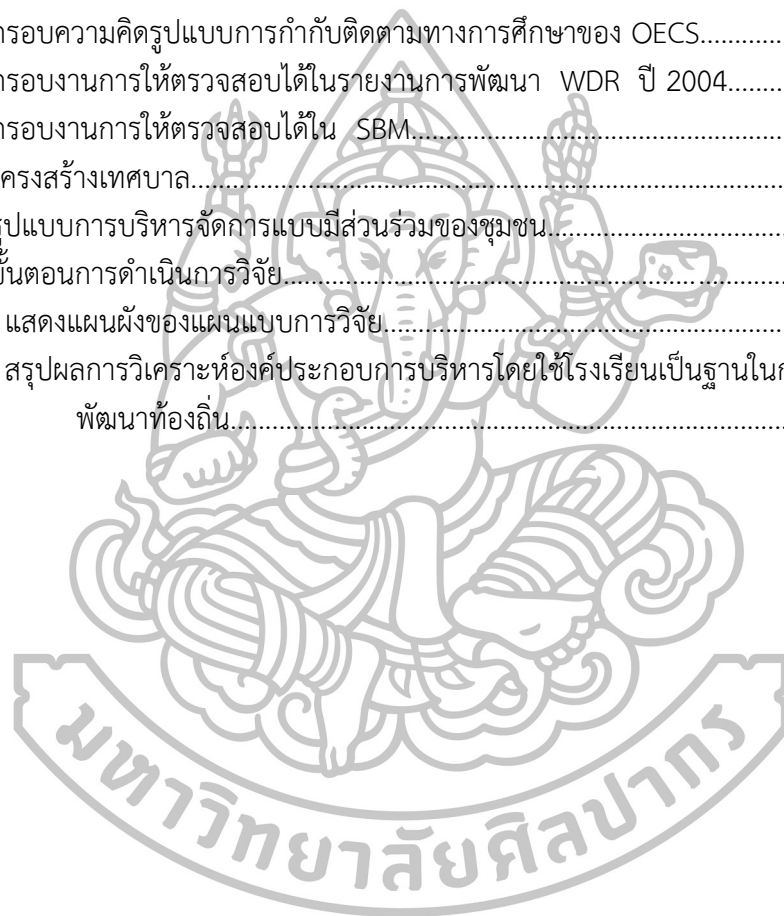 กรอบความคิดรูปแบบการกำกับติดตามทางการศึกษาของ OECS............
กรอบงานการให้ตรวจสอบได้ในรายงานการพัฒนา WDR ปี 2004........
กรอบงานการให้ตรวจสอบได้ใน SBM....................................................
โครงสร้างเทศบาล...................................................................................
รูปแบบการบริหารจัดการแบบมีส่วนร่วมของชุมชน.................................
ขั้นตอนการดำเนินการวิจัย......................................................................
แสดงแผนผังของแผนแบบการวิจัย.........................................................
สรุปผลการวิเคราะห์องค์ประกอบการบริหารโดยใช้โรงเรียนเป็นฐานใน
พัฒนาท้องถิ่น..............................................................................
มหาวิทยาลัยศิลปากร